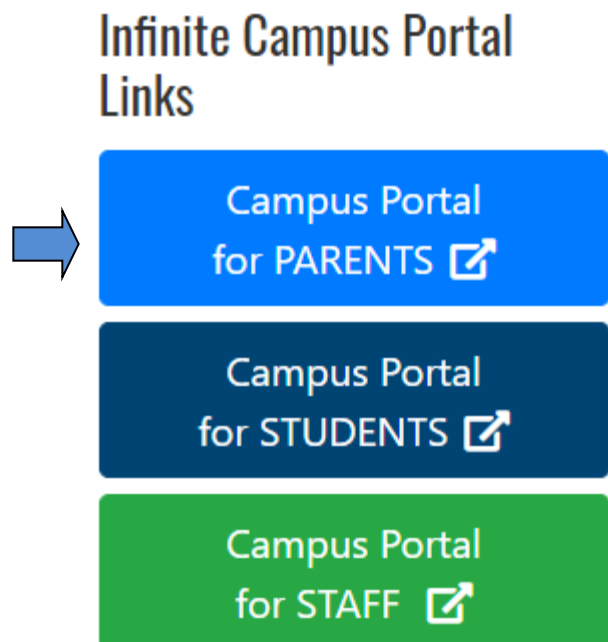 Infinite Campus Portal
Links
Campus Portal
for PARENTS
Campus Portal
for STUDENTS
Campus Portal
for STAFF